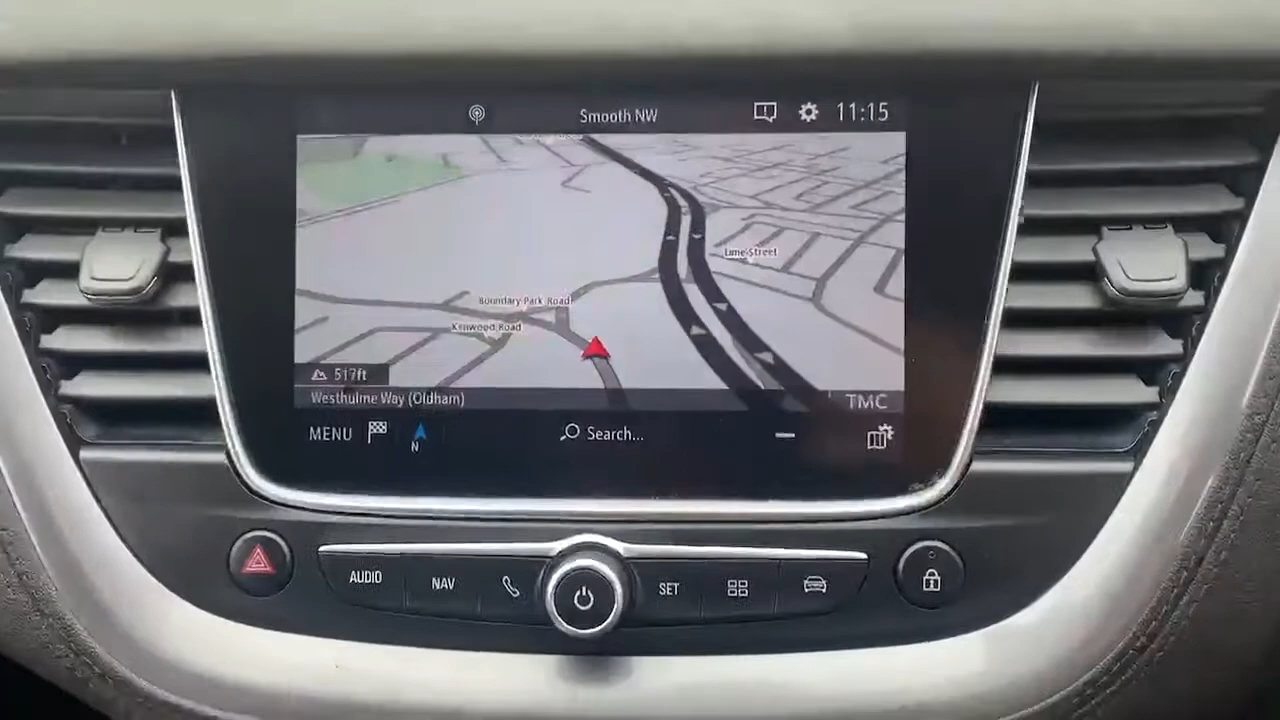 Smooth NW
11:15
Lime Street
Boundary Park Road
Kenwood Road
517ft
Westhulme Way (Oldham)
TMC
MENU
N
Search...
AUDIO
NAV
SET